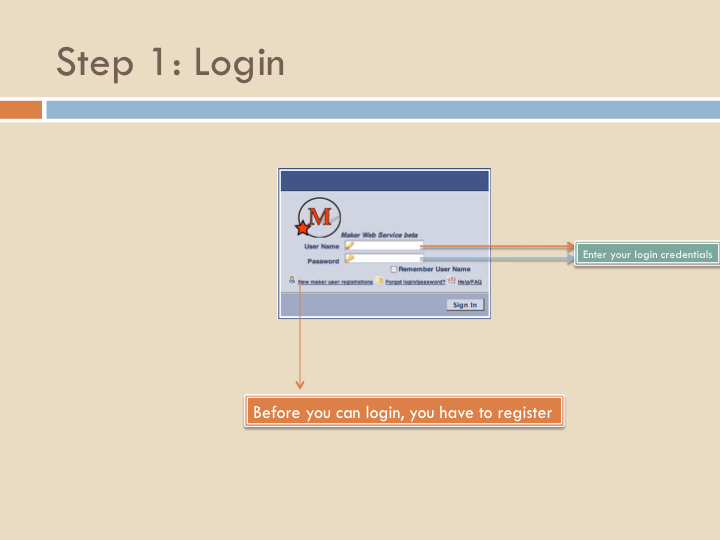 Step 1: Login
M
Maker Web Service beta
User Name
Password
Enter your login credentials
Remember User Name
New maker user registrations Forgot login/password? Help/FAQ
Sign In
Before you can login, you have to register